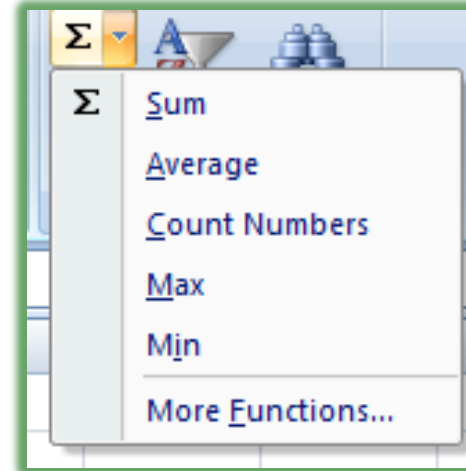 Σ
Σ Sum
Average
Count Numbers
Max
Min
More Functions...